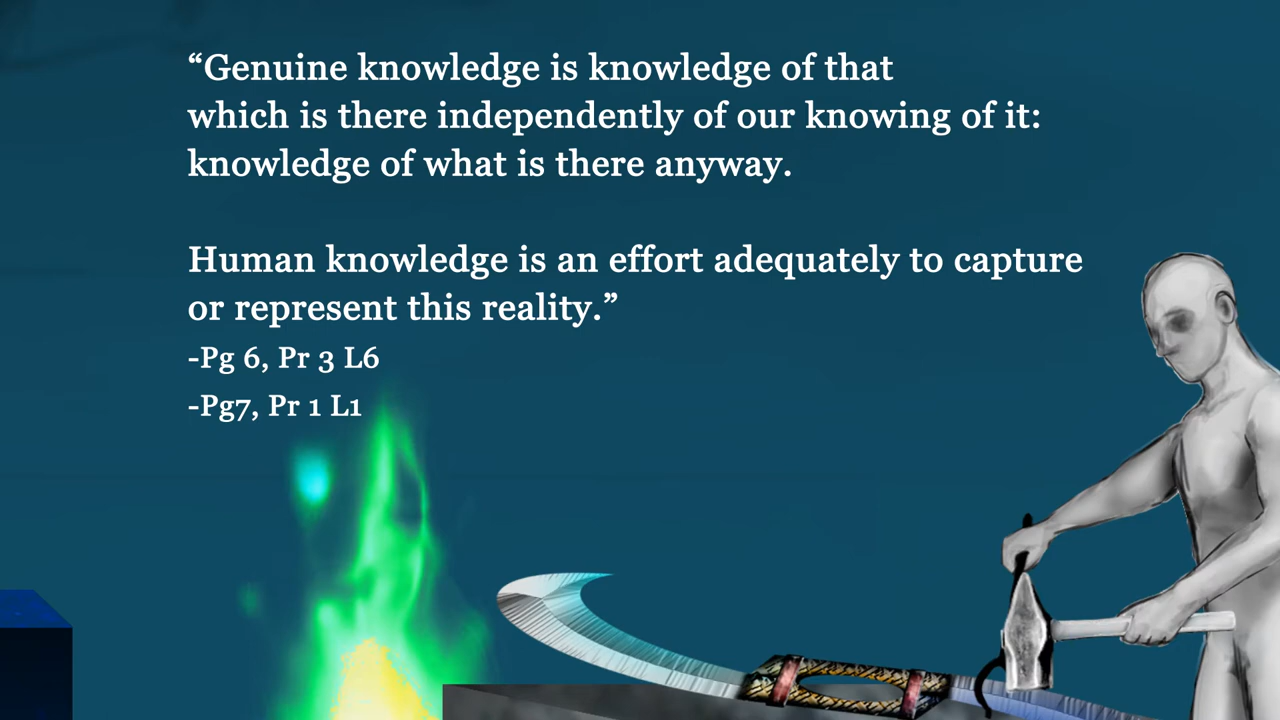 “Genuine knowledge is knowledge of that
which is there independently of our knowing of it:
knowledge of what is there anyway.
Human knowledge is an effort adequately to capture
or represent this reality.”
-Pg 6, Pr 3 L6
-Pg7, Pr 1 L1